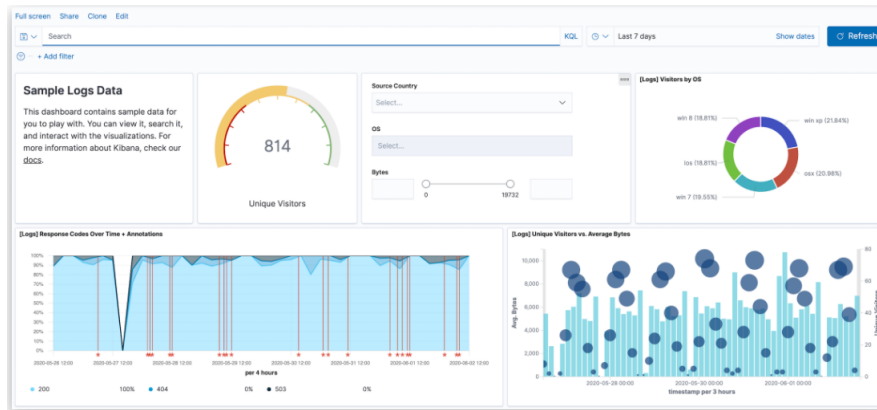 Full screen Share Clone Edit
Search KQL Last 7 days Show dates Refresh
+ Add filter
Sample Logs Data
This dashboard contains sample data for
you to play with. You can view it, search it,
and interact with the visualizations. For
more information about Kibana, check our
docs.
814
Unique Visitors
Source Country
Select...
OS
Select...
Bytes
0 19732
[Logs] Visitors by OS
win 8 (18.81%)
win xp (21.84%)
ios (18.81%)
osx (20.98%)
win 7 (19.55%)
[Logs] Response Codes Over Time + Annotations
100%
90%
80%
70%
60%
50%
40%
30%
20%
10%
0%
2020-05-26 12:00 2020-05-27 12:00 2020-05-28 12:00 2020-05-29 12:00 2020-05-30 12:00 2020-05-31 12:00 2020-06-01 12:00 2020-06-02 12:00
per 4 hours
200 100% 404 0% 503 0%
[Logs] Unique Visitors vs. Average Bytes
Avg. Bytes
10,000
8,000
6,000
4,000
2,000
0
80
60
40
20
0
Unique Visitors
2020-05-28 00:00 2020-05-30 00:00 2020-06-01 00:00
timestamp per 3 hours